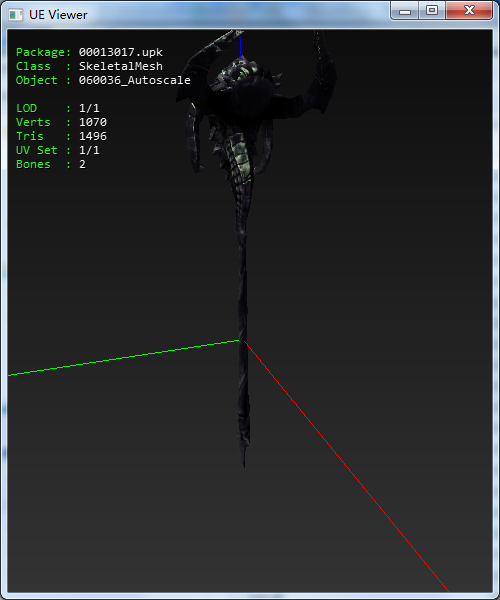 UE Viewer
Package: 00013017.upk
Class  : SkeletalMesh
Object : 060036_Autoscale
LOD    : 1/1
Verts  : 1070
Tris   : 1496
UV Set : 1/1
Bones  : 2